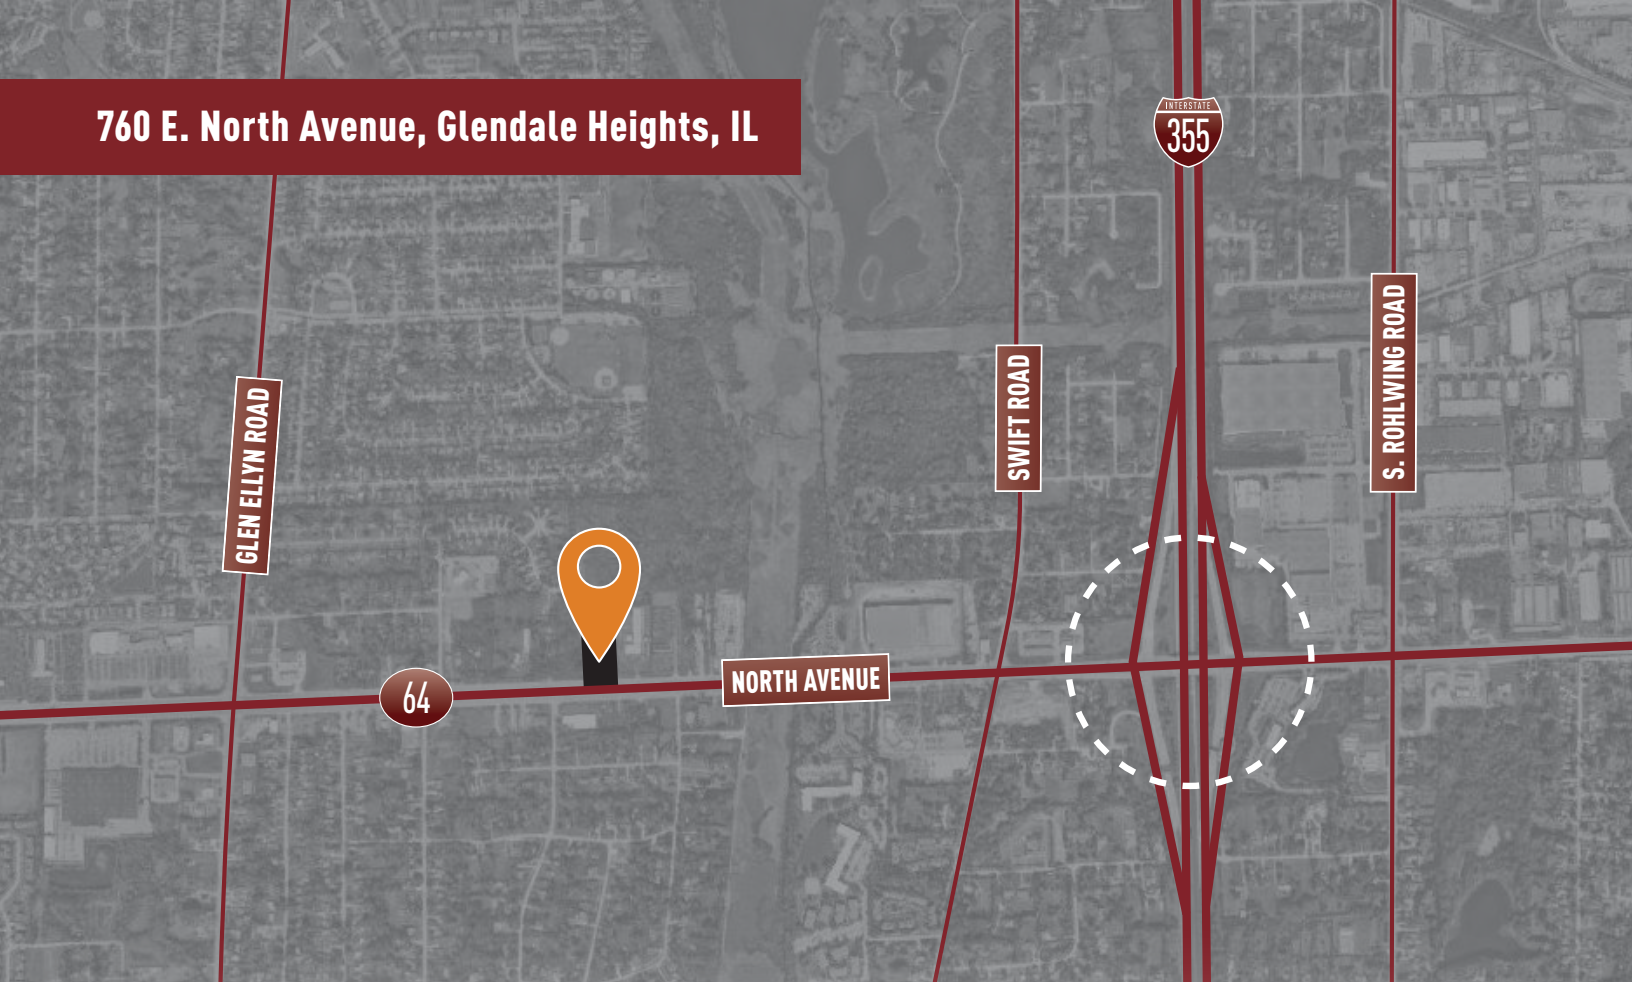 760 E. North Avenue, Glendale Heights, IL
INTERSTATE
355
S. ROHLWING ROAD
SWIFT ROAD
GLEN ELLYN ROAD
NORTH AVENUE
64